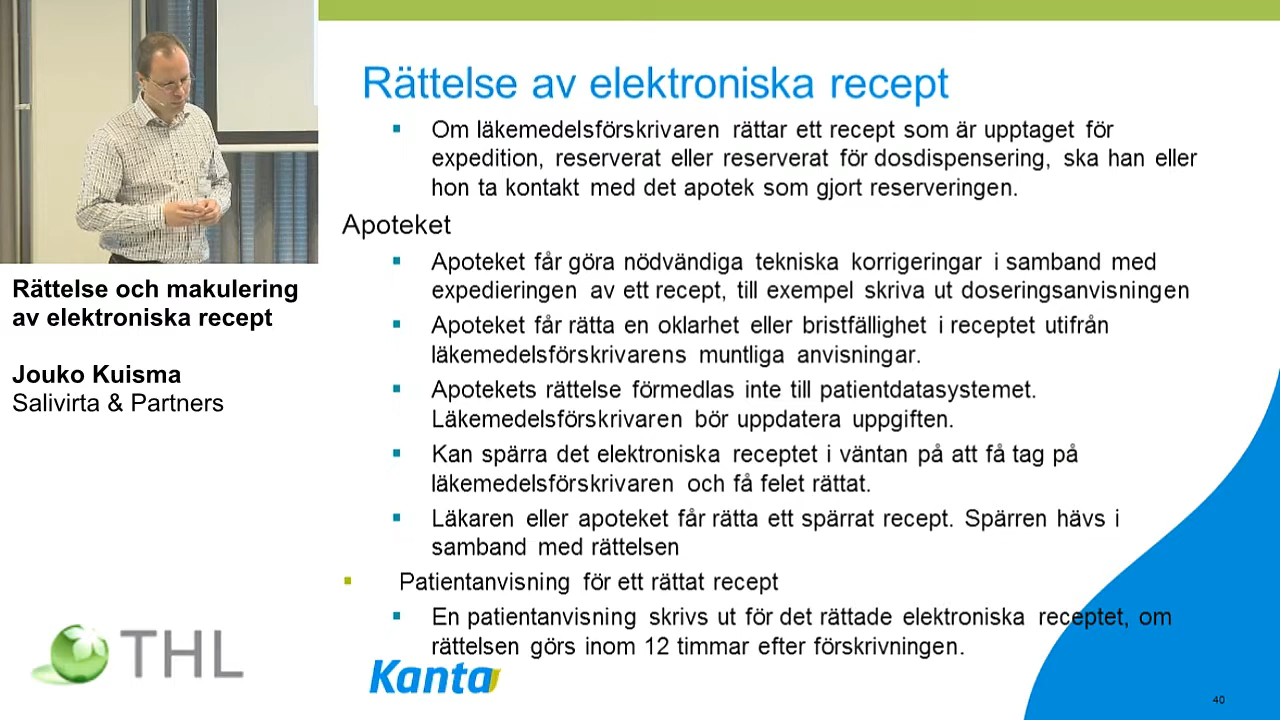 Rättelse av elektroniska recept
Om läkemedelsförskrivaren rättar ett recept som är upptaget för
expedition, reserverat eller reserverat för dosdispensering, ska han eller
hon ta kontakt med det apotek som gjort reserveringen.
Apoteket
Apoteket får göra nödvändiga tekniska korrigeringar i samband med
expedieringen av ett recept, till exempel skriva ut doseringsanvisningen
Apoteket får rätta en oklarhet eller bristfällighet i receptet utifrån
läkemedelsförskrivarens muntliga anvisningar.
Apotekets rättelse förmedlas inte till patientdatasystemet.
Läkemedelsförskrivaren bör uppdatera uppgiften.
Kan spärra det elektroniska receptet i väntan på att få tag på
läkemedelsförskrivaren och få felet rättat.
Läkaren eller apoteket får rätta ett spärrat recept. Spärren hävs i
samband med rättelsen
Patientanvisning för ett rättat recept
En patientanvisning skrivs ut för det rättade elektroniska receptet, om
rättelsen görs inom 12 timmar efter förskrivningen.
Kanta
40
Rättelse och makulering
av elektroniska recept
Jouko Kuisma
Salivirta & Partners
THL